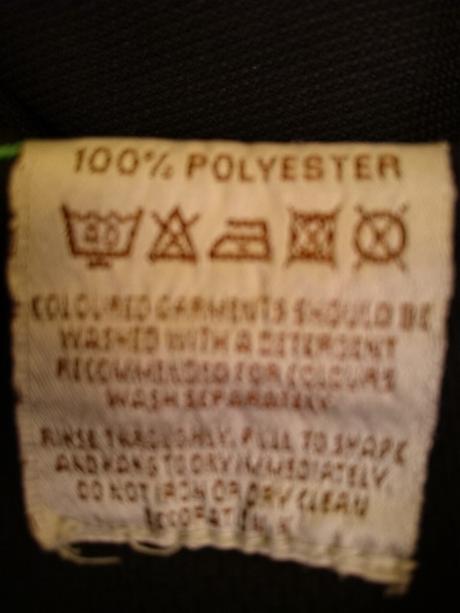 100% POLYESTER
40
COLOURED GARMENTS SHOULD BE
WASHED WITH A DETERGENT
RECOMMENDED FOR COLOURS
WASH SEPARATELY
RINSE THOROUGHLY, PULL TO SHAPE
AND HANG TO DRY IMMEDIATELY.
DO NOT IRON OR DRY CLEAN